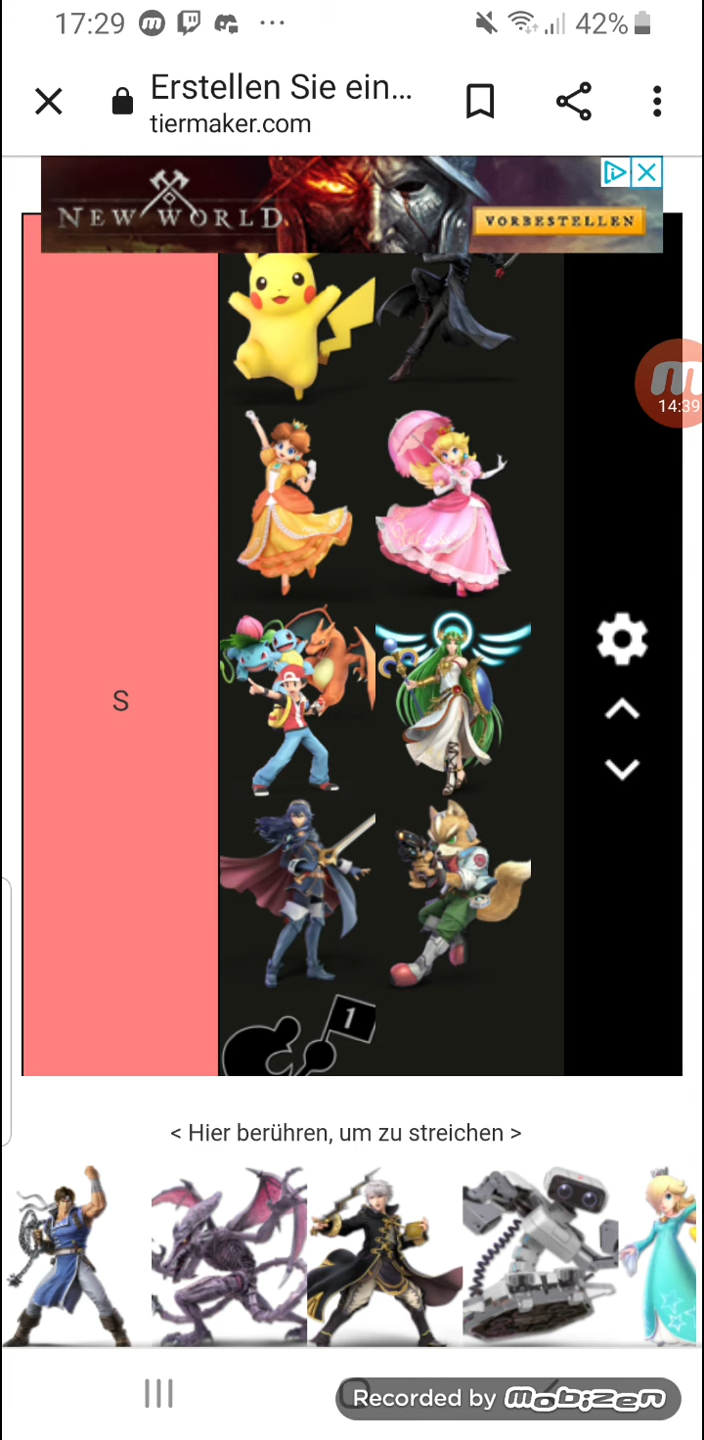 17:29
42%
Erstellen Sie ein...
tiermaker.com
NEW WORLD
VORBESTELLEN
14:39
S
1
< Hier berühren, um zu streichen >
Recorded by mobizen